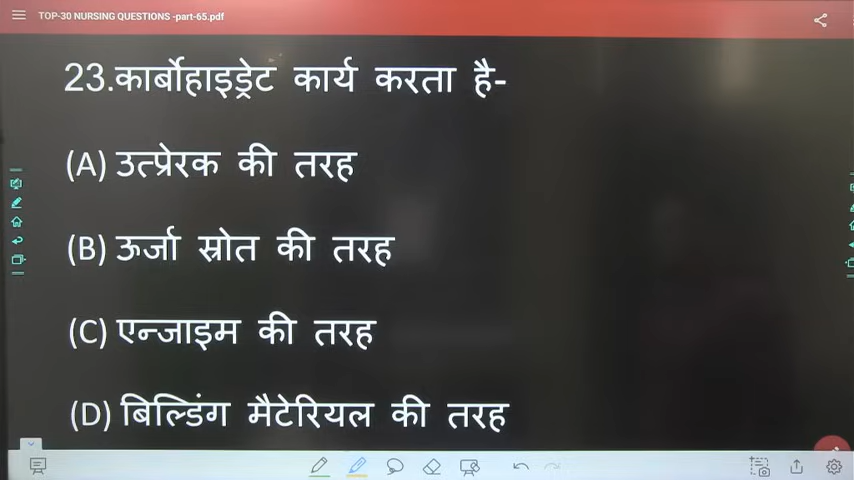 TOP-30 NURSING QUESTIONS -part-65.pdf
23.कार्बोहाइड्रेट कार्य करता है-
(A) उत्प्रेरक की तरह
(B) ऊर्जा स्रोत की तरह
(C) एन्जाइम की तरह
(D) बिल्डिंग मैटेरियल की तरह